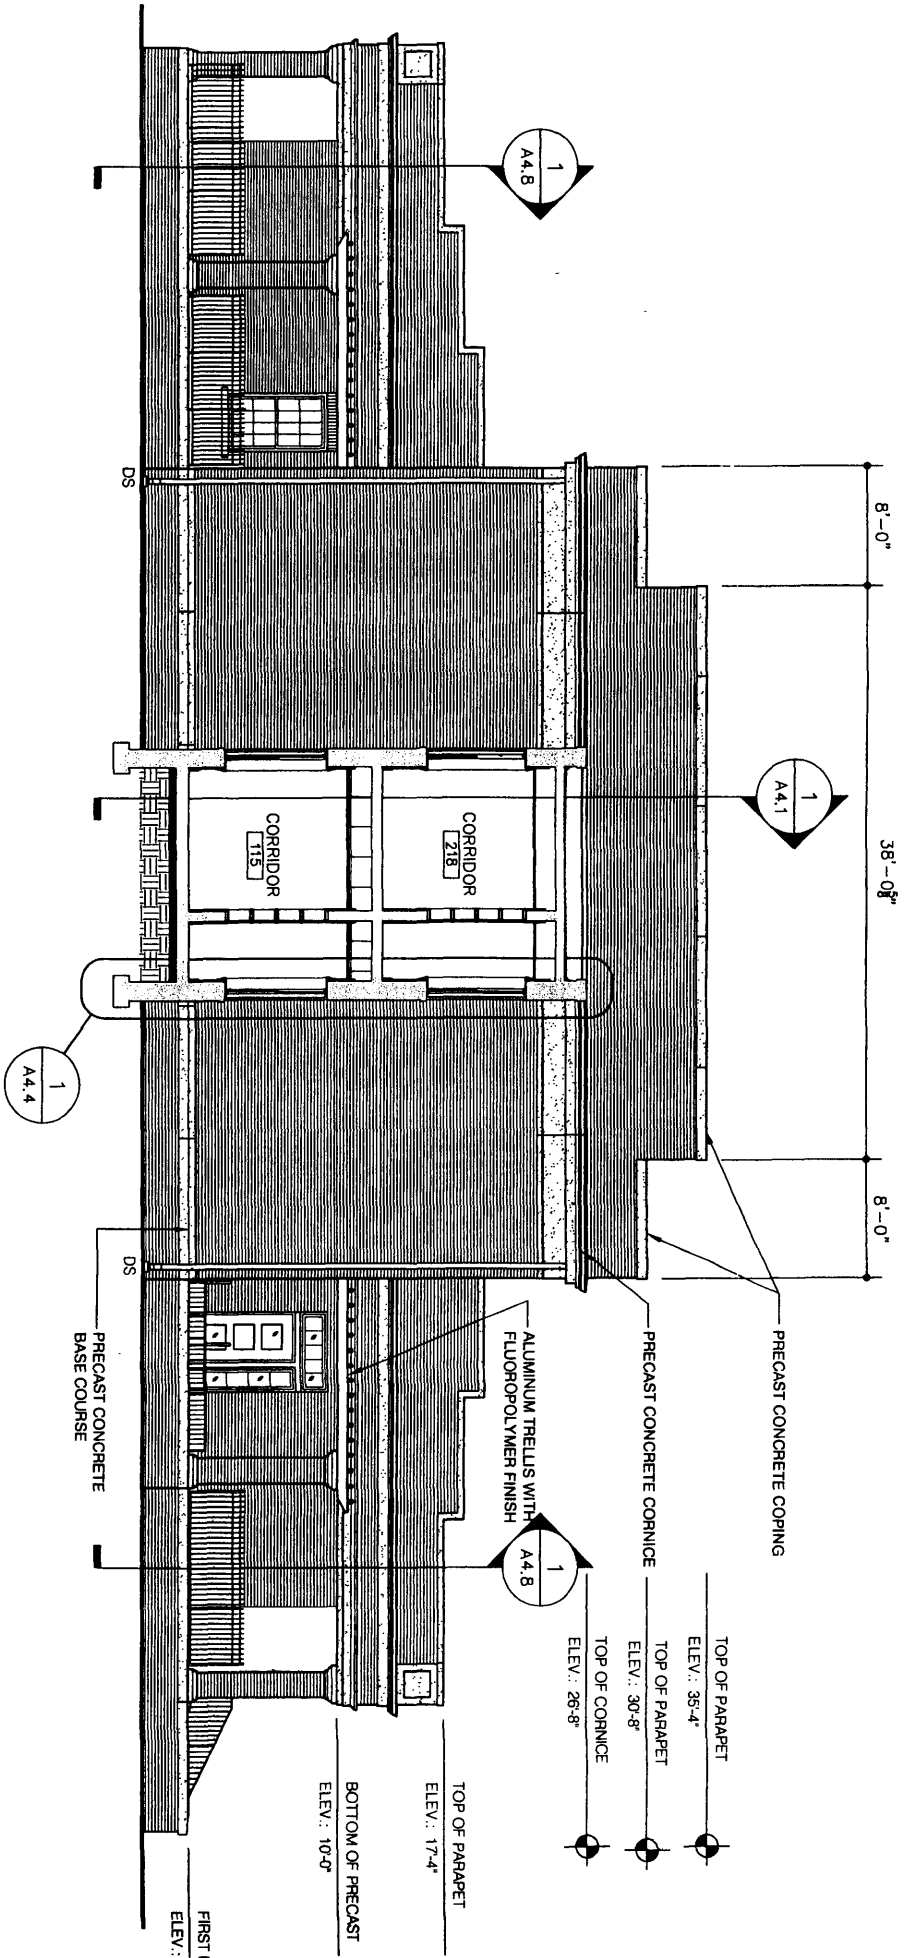 8'-0"
38'-0⅝"
8'-0"
1
A4.8
1
A4.1
1
A4.8
1
A4.4
CORRIDOR
218
CORRIDOR
115
DS
DS
PRECAST CONCRETE COPING
PRECAST CONCRETE CORNICE
ALUMINUM TRELLIS WITH
FLUOROPOLYMER FINISH
PRECAST CONCRETE
BASE COURSE
TOP OF PARAPET
ELEV.: 35'-4"
TOP OF PARAPET
ELEV.: 30'-8"
TOP OF CORNICE
ELEV.: 26'-8"
TOP OF PARAPET
ELEV.: 17'-4"
BOTTOM OF PRECAST
ELEV.: 10'-0"
FIRST
ELEV.: